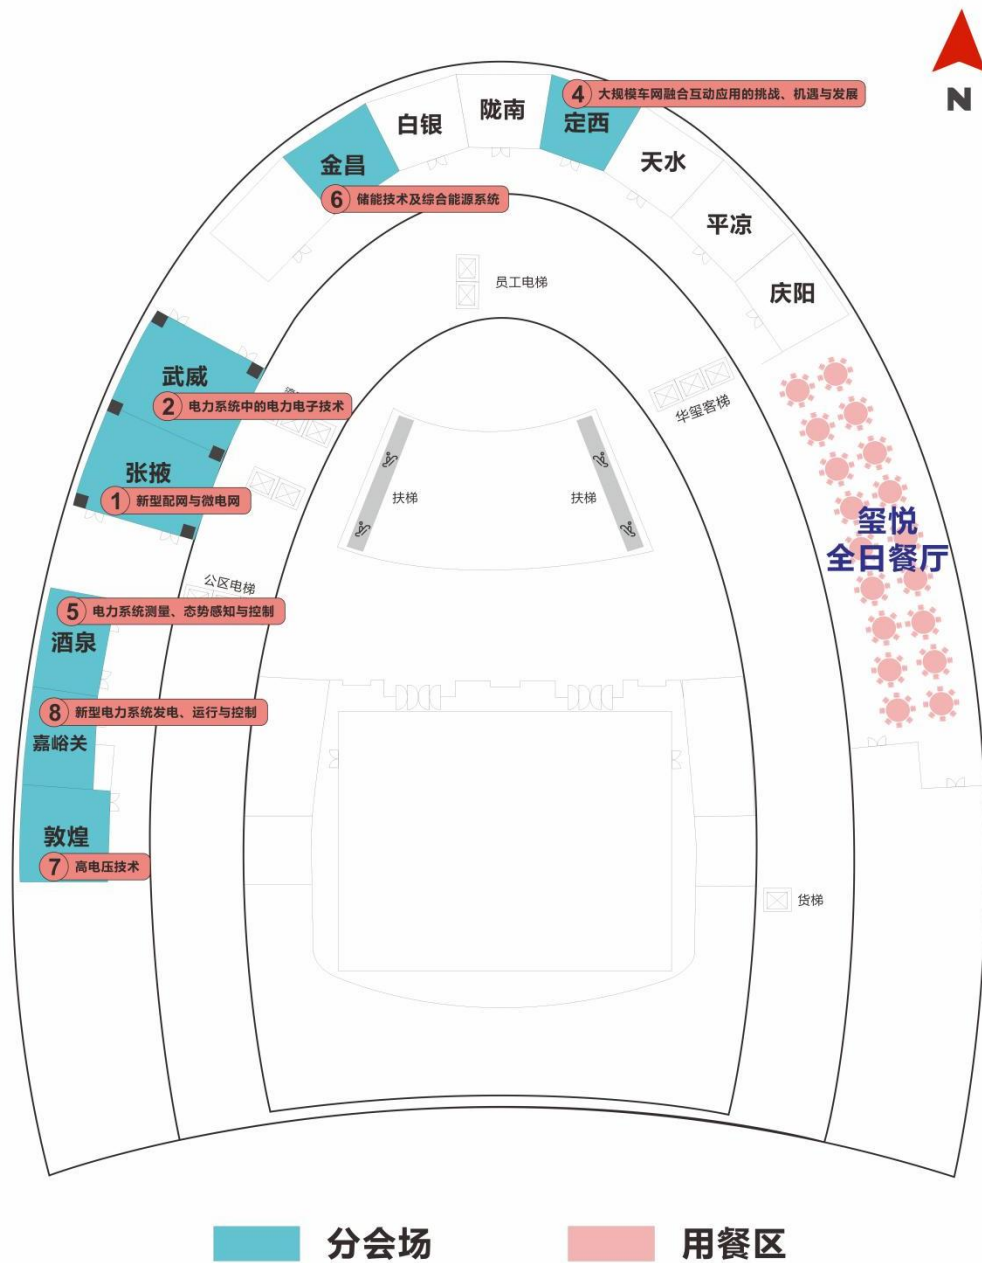 N
4 大规模车网融合互动应用的挑战、机遇与发展
定西
陇南
白银
金昌
6 储能技术及综合能源系统
天水
平凉
庆阳
员工电梯
武威
2 电力系统中的电力电子技术
华玺客梯
张掖
1 新型配网与微电网
扶梯
扶梯
玺悦
全日餐厅
公区电梯
5 电力系统测量、态势感知与控制
酒泉
8 新型电力系统发电、运行与控制
嘉峪关
敦煌
7 高电压技术
货梯
分会场
用餐区